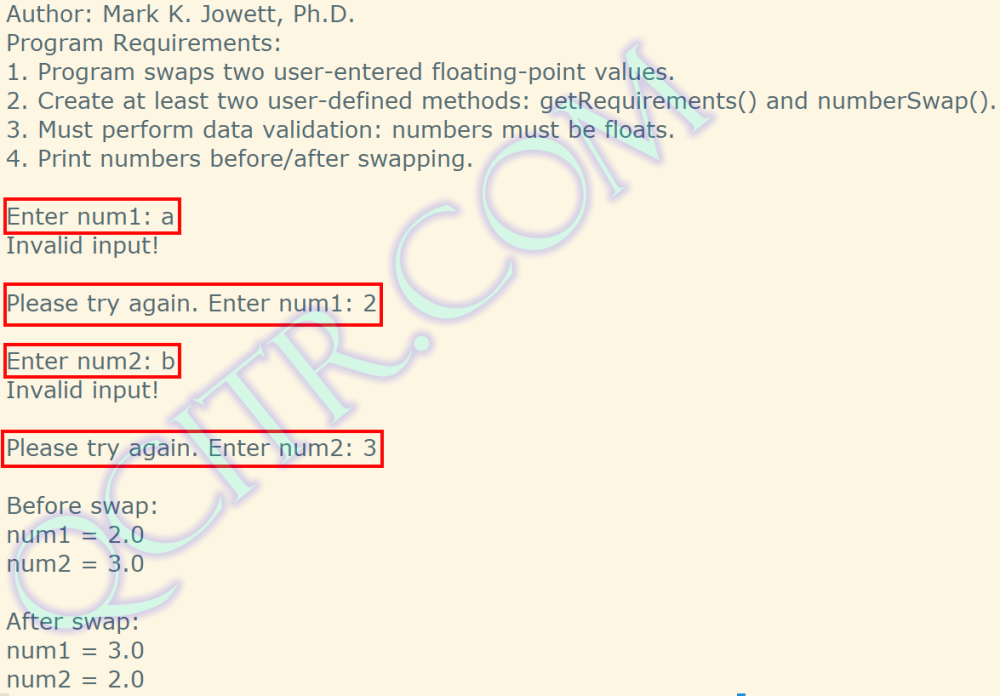 Author: Mark K. Jowett, Ph.D.
Program Requirements:
1. Program swaps two user-entered floating-point values.
2. Create at least two user-defined methods: getRequirements() and numberSwap().
3. Must perform data validation: numbers must be floats.
4. Print numbers before/after swapping.
Enter num1: a
Invalid input!
Please try again. Enter num1: 2
Enter num2: b
Invalid input!
Please try again. Enter num2: 3
Before swap:
num1 = 2.0
num2 = 3.0
After swap:
num1 = 3.0
num2 = 2.0
QCITR.COM